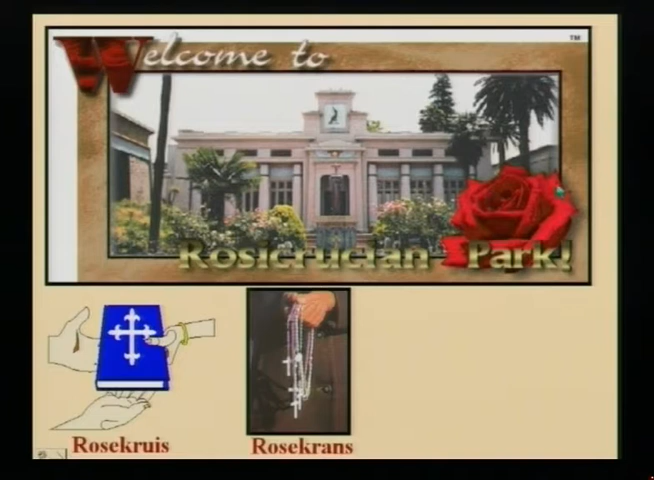 Welcome to
TM
Rosicrucian Park!
Rosekruis
Rosekrans